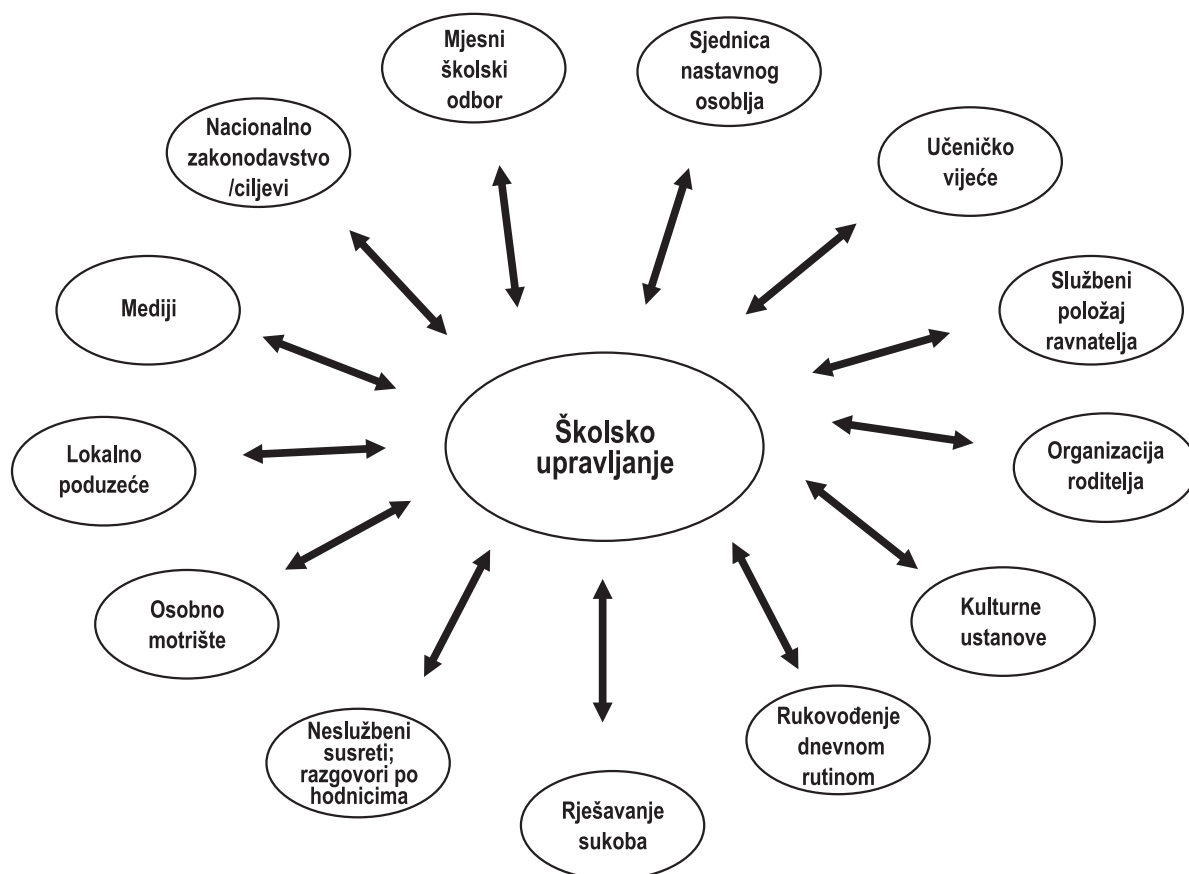 Mjesni
školski
odbor
Sjednica
nastavnog
osoblja
Nacionalno
zakonodavstvo
/ciljevi
Učeničko
vijeće
Mediji
Službeni
položaj
ravnatelja
Školsko
upravljanje
Lokalno
poduzeće
Organizacija
roditelja
Osobno
motrište
Kulturne
ustanove
Neslužbeni
susreti;
razgovori po
hodnicima
Rukovođenje
dnevnom
rutinom
Rješavanje
sukoba